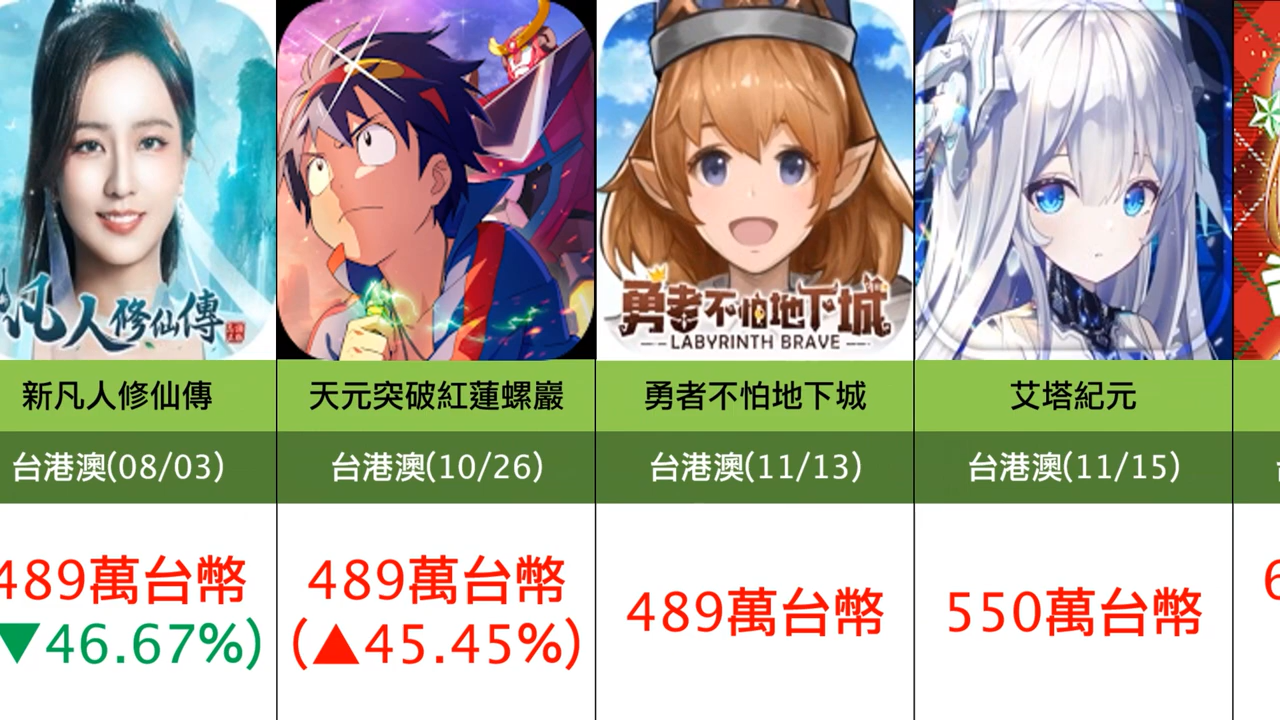 凡人修仙傳
勇者不怕地下城
LABYRINTH BRAVE
新凡人修仙傳
天元突破紅蓮螺巖
勇者不怕地下城
艾塔紀元
台港澳(08/03)
台港澳(10/26)
台港澳(11/13)
台港澳(11/15)
489萬台幣
(▲45.45%)
489萬台幣
▼46.67%)
489萬台幣
550萬台幣
6